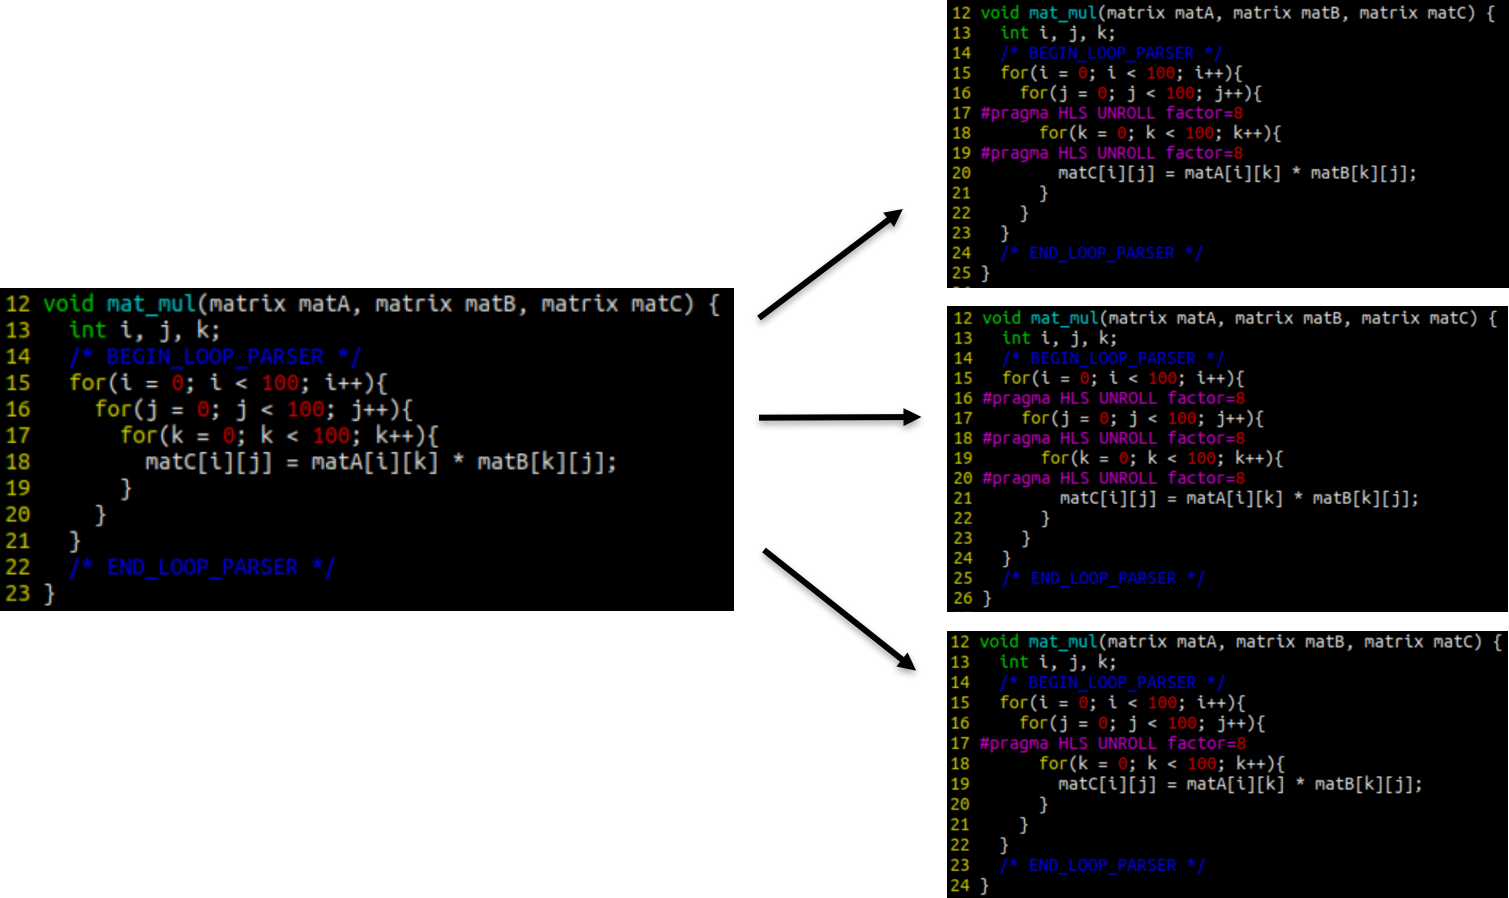 12 void mat_mul(matrix matA, matrix matB, matrix matC) {
13   int i, j, k;
14   /* BEGIN_LOOP_PARSER */
15   for(i = 0; i < 100; i++){
16     for(j = 0; j < 100; j++){
17       for(k = 0; k < 100; k++){
18         matC[i][j] = matA[i][k] * matB[k][j];
19       }
20     }
21   }
22   /* END_LOOP_PARSER */
23 }
12 void mat_mul(matrix matA, matrix matB, matrix matC) {
13   int i, j, k;
14   /* BEGIN_LOOP_PARSER */
15   for(i = 0; i < 100; i++){
16     for(j = 0; j < 100; j++){
17 #pragma HLS UNROLL factor=8
18       for(k = 0; k < 100; k++){
19 #pragma HLS UNROLL factor=8
20         matC[i][j] = matA[i][k] * matB[k][j];
21       }
22     }
23   }
24   /* END_LOOP_PARSER */
25 }
12 void mat_mul(matrix matA, matrix matB, matrix matC) {
13   int i, j, k;
14   /* BEGIN_LOOP_PARSER */
15   for(i = 0; i < 100; i++){
16 #pragma HLS UNROLL factor=8
17     for(j = 0; j < 100; j++){
18 #pragma HLS UNROLL factor=8
19       for(k = 0; k < 100; k++){
20 #pragma HLS UNROLL factor=8
21         matC[i][j] = matA[i][k] * matB[k][j];
22       }
23     }
24   }
25   /* END_LOOP_PARSER */
26 }
12 void mat_mul(matrix matA, matrix matB, matrix matC) {
13   int i, j, k;
14   /* BEGIN_LOOP_PARSER */
15   for(i = 0; i < 100; i++){
16     for(j = 0; j < 100; j++){
17 #pragma HLS UNROLL factor=8
18       for(k = 0; k < 100; k++){
19         matC[i][j] = matA[i][k] * matB[k][j];
20       }
21     }
22   }
23   /* END_LOOP_PARSER */
24 }